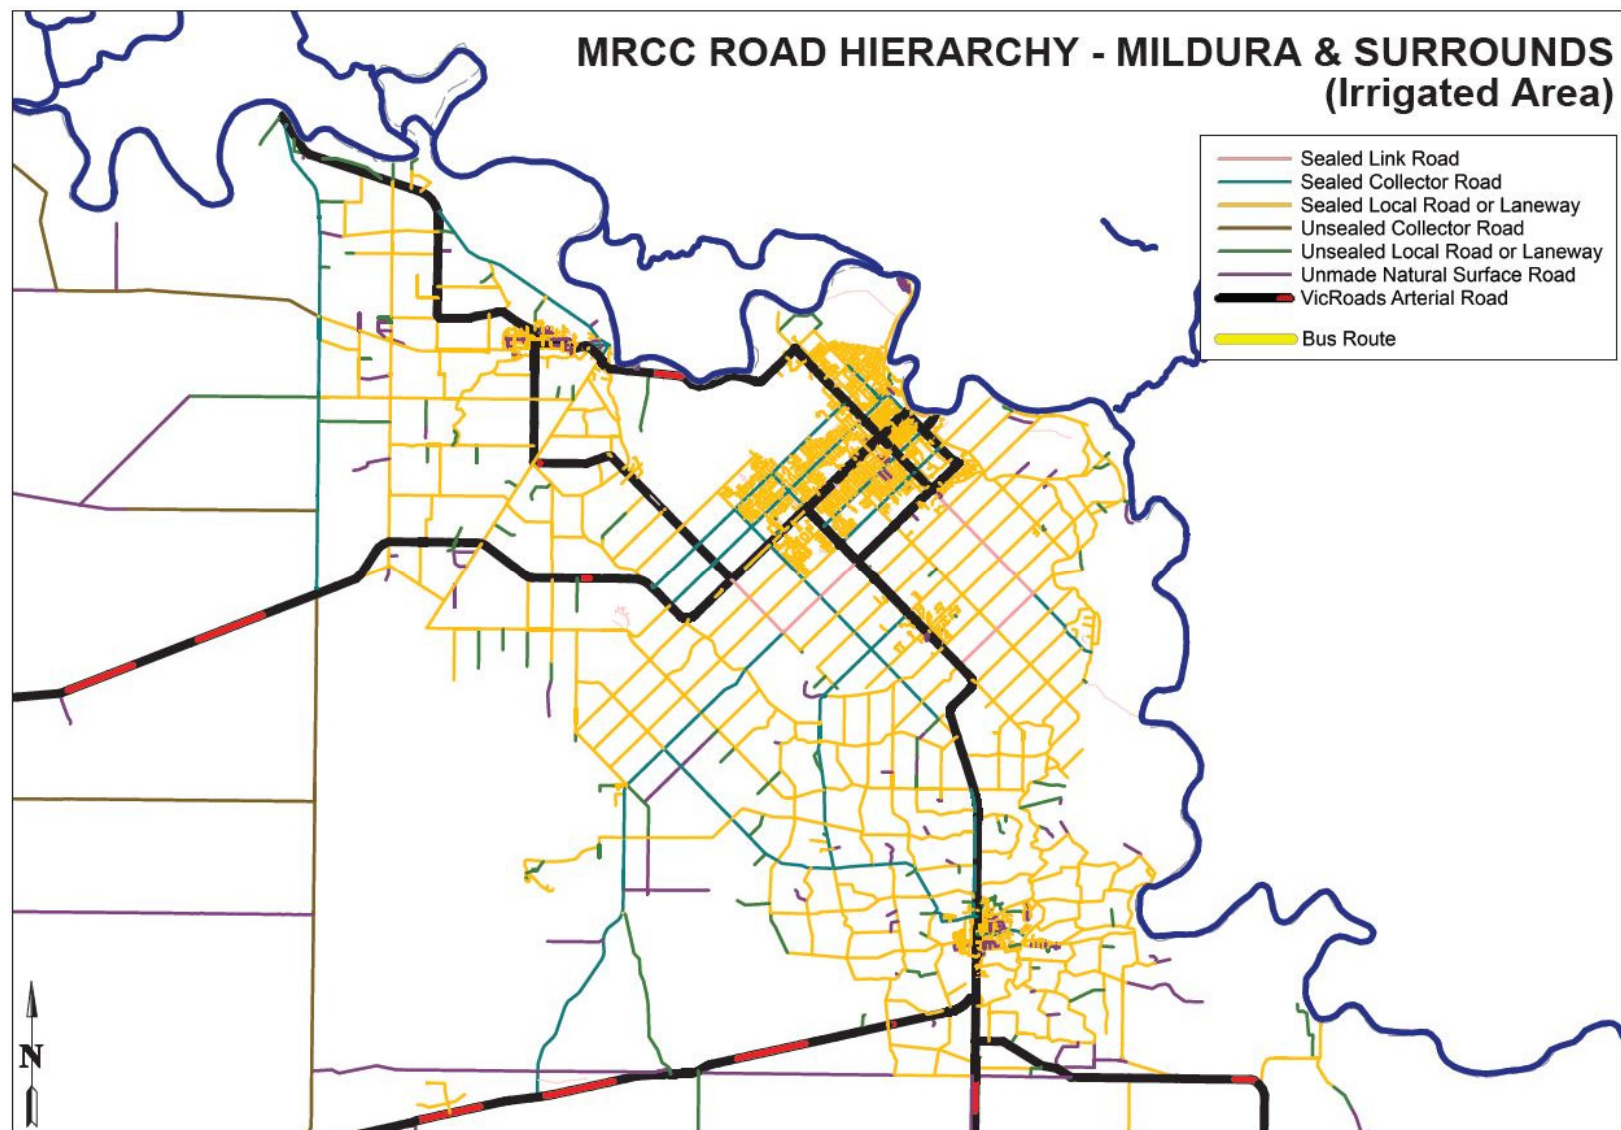 MRCC ROAD HIERARCHY - MILDURA & SURROUNDS
(Irrigated Area)
Sealed Link Road
Sealed Collector Road
Sealed Local Road or Laneway
Unsealed Collector Road
Unsealed Local Road or Laneway
Unmade Natural Surface Road
VicRoads Arterial Road
Bus Route
N